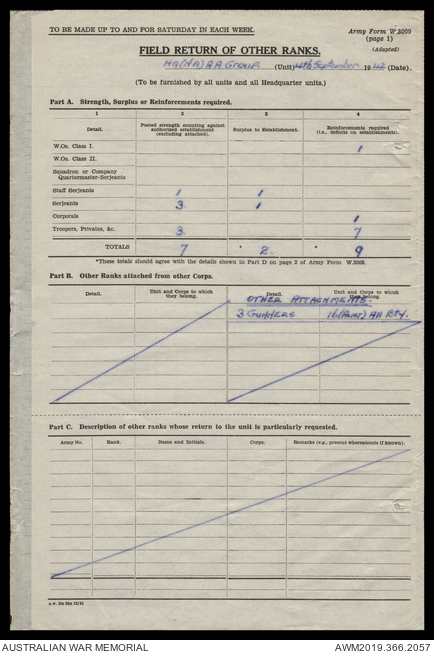 TO BE MADE UP TO AND FOR SATURDAY IN EACH WEEK.
Army Form W 3009
(page 1)
(Adapted)
FIELD RETURN OF OTHER RANKS.
HQ(HA)AA Group (Unit) September 1942 (Date).
(To be furnished by all units and all Headquarter units.)
Part A. Strength, Surplus or Reinforcements required.
1 2 3 4
Detail. Posted strength counting against authorized establishment (excluding attached). Surplus to Establishment. Reinforcements required (i.e., deficits on establishments).
W.Os. Class I. 1
W.Os. Class II.
Squadron or Company Quartermaster-Serjeants
Staff Serjeants 1 1
Serjeants 3 1
Corporals 1
Troopers, Privates, &c. 3 7
TOTALS 7 * 2 * 9
*These totals should agree with the details shown in Part D on page 2 of Army Form W.3009.
Part B. Other Ranks attached from other Corps.
Detail. Unit and Corps to which they belong. Detail. Unit and Corps to which they belong.
OTHER ATTACHMENTS.
3 GUNNERS 16 AA Bty.
Part C. Description of other ranks whose return to the unit is particularly requested.
Army No. Rank. Name and Initials. Corps. Remarks (e.g., present whereabouts if known).
AUSTRALIAN WAR MEMORIAL
AWM2019.366.2057